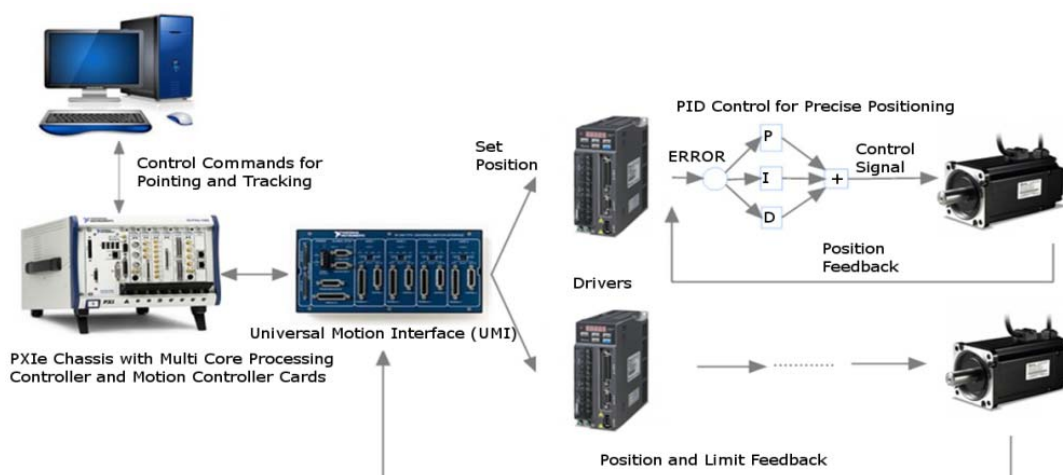 PID Control for Precise Positioning
Set
Position
ERROR
P
I
D
+
Control
Signal
Control Commands for
Pointing and Tracking
Position
Feedback
Drivers
Universal Motion Interface (UMI)
PXIe Chassis with Multi Core Processing
Controller and Motion Controller Cards
PXI
Position and Limit Feedback